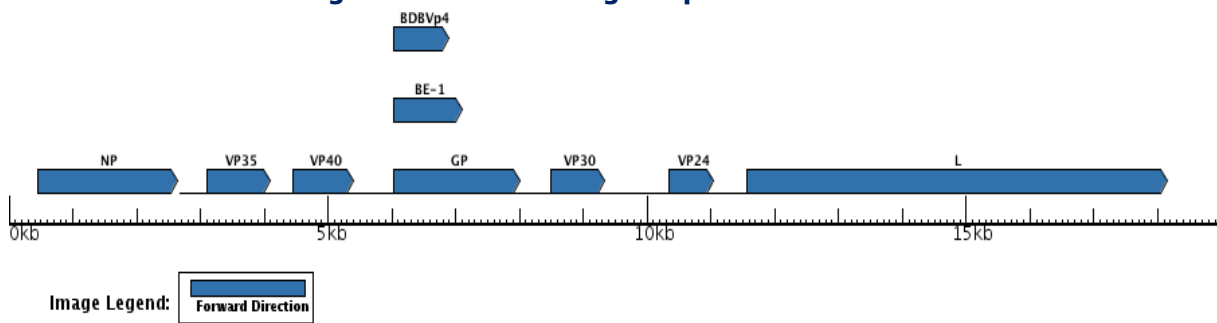 BDBVp4
BE-1
NP VP35 VP40 GP VP30 VP24 L
0kb 5kb 10kb 15kb
Image Legend:
Forward Direction